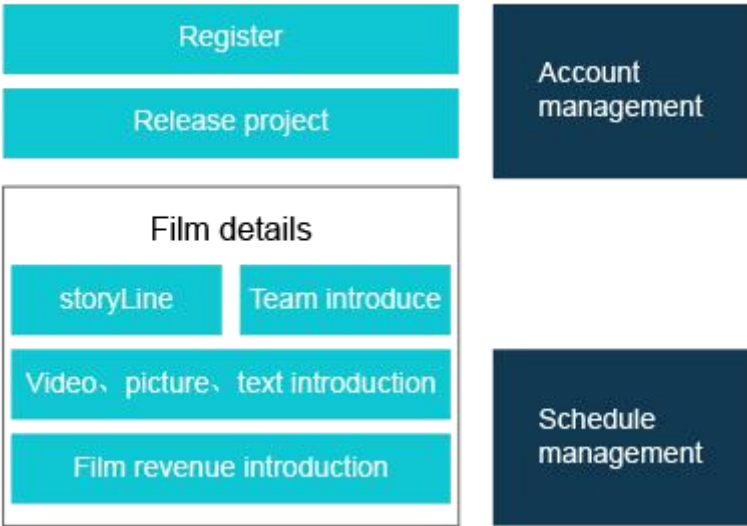 Register
Release project
Account
management
Film details
storyLine
Team introduce
Video、picture、text introduction
Film revenue introduction
Schedule
management